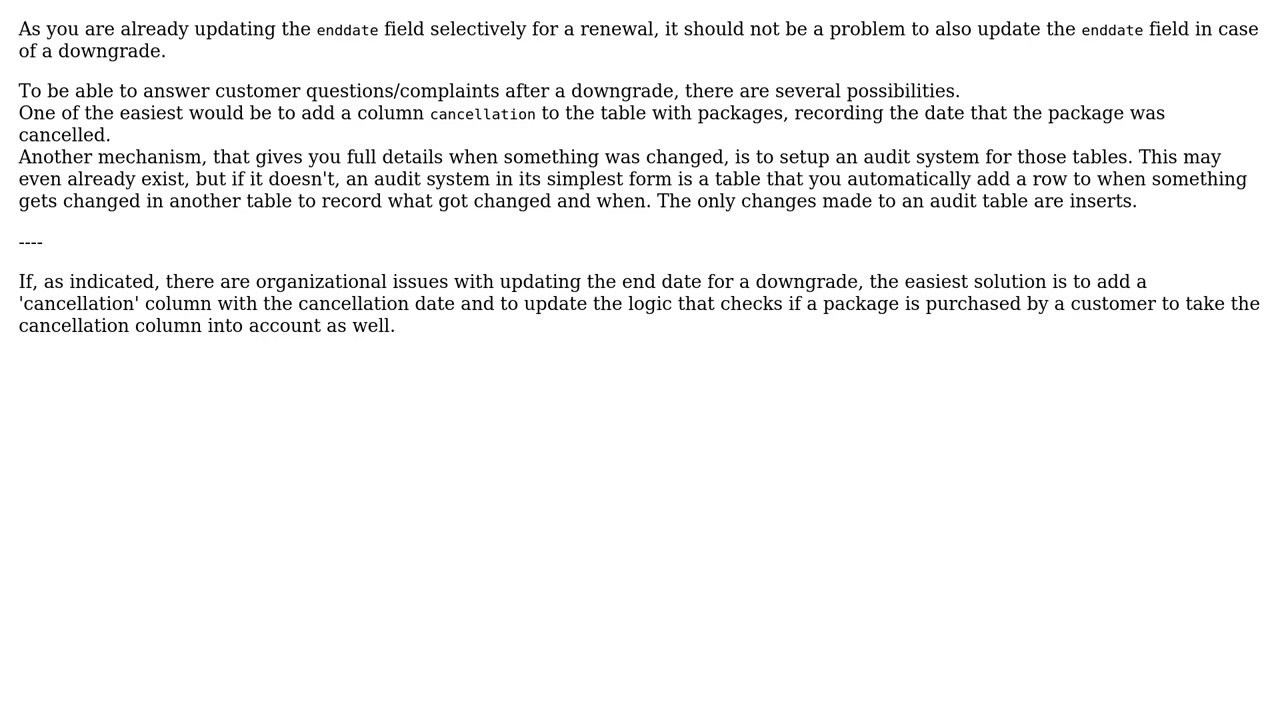 As you are already updating the enddate field selectively for a renewal, it should not be a problem to also update the enddate field in case
of a downgrade.
To be able to answer customer questions/complaints after a downgrade, there are several possibilities.
One of the easiest would be to add a column cancellation to the table with packages, recording the date that the package was
cancelled.
Another mechanism, that gives you full details when something was changed, is to setup an audit system for those tables. This may
even already exist, but if it doesn't, an audit system in its simplest form is a table that you automatically add a row to when something
gets changed in another table to record what got changed and when. The only changes made to an audit table are inserts.
----
If, as indicated, there are organizational issues with updating the end date for a downgrade, the easiest solution is to add a
'cancellation' column with the cancellation date and to update the logic that checks if a package is purchased by a customer to take the
cancellation column into account as well.